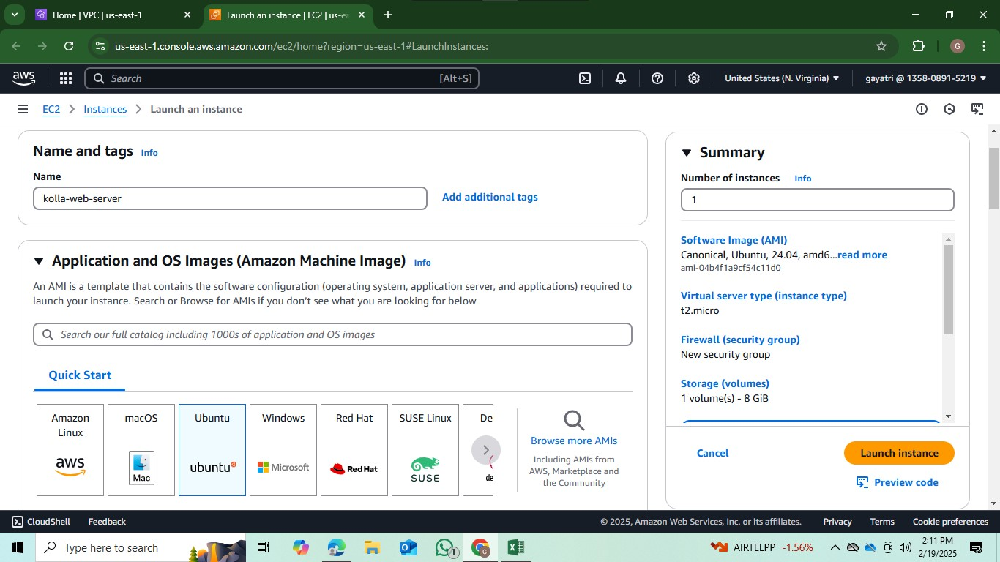 Home | VPC | us-east-1
Launch an instance | EC2 | us-ea
us-east-1.console.aws.amazon.com/ec2/home?region=us-east-1#LaunchInstances:
G
aws
Search
[Alt+S]
United States (N. Virginia)
gayatri @ 1358-0891-5219
EC2
Instances
Launch an instance
Name and tags
Info
Name
kolla-web-server
Add additional tags
Application and OS Images (Amazon Machine Image)
Info
An AMI is a template that contains the software configuration (operating system, application server, and applications) required to
launch your instance. Search or Browse for AMIs if you don't see what you are looking for below
Search our full catalog including 1000s of application and OS images
Quick Start
Amazon
Linux
aws
macOS
Mac
Ubuntu
ubuntu
Windows
Microsoft
Red Hat
RedHat
SUSE Linux
SUSE
De
de
Browse more AMIs
Including AMIs from
AWS, Marketplace and
the Community
Summary
Number of instances
Info
1
Software Image (AMI)
Canonical, Ubuntu, 24.04, amd6...read more
ami-04b4f1a9cf54c11d0
Virtual server type (instance type)
t2.micro
Firewall (security group)
New security group
Storage (volumes)
1 volume(s) - 8 GiB
Cancel
Launch instance
Preview code
CloudShell
Feedback
© 2025, Amazon Web Services, Inc. or its affiliates.
Privacy
Terms
Cookie preferences
Type here to search
1
G
AIRTELPP -1.56%
2:11 PM
2/19/2025